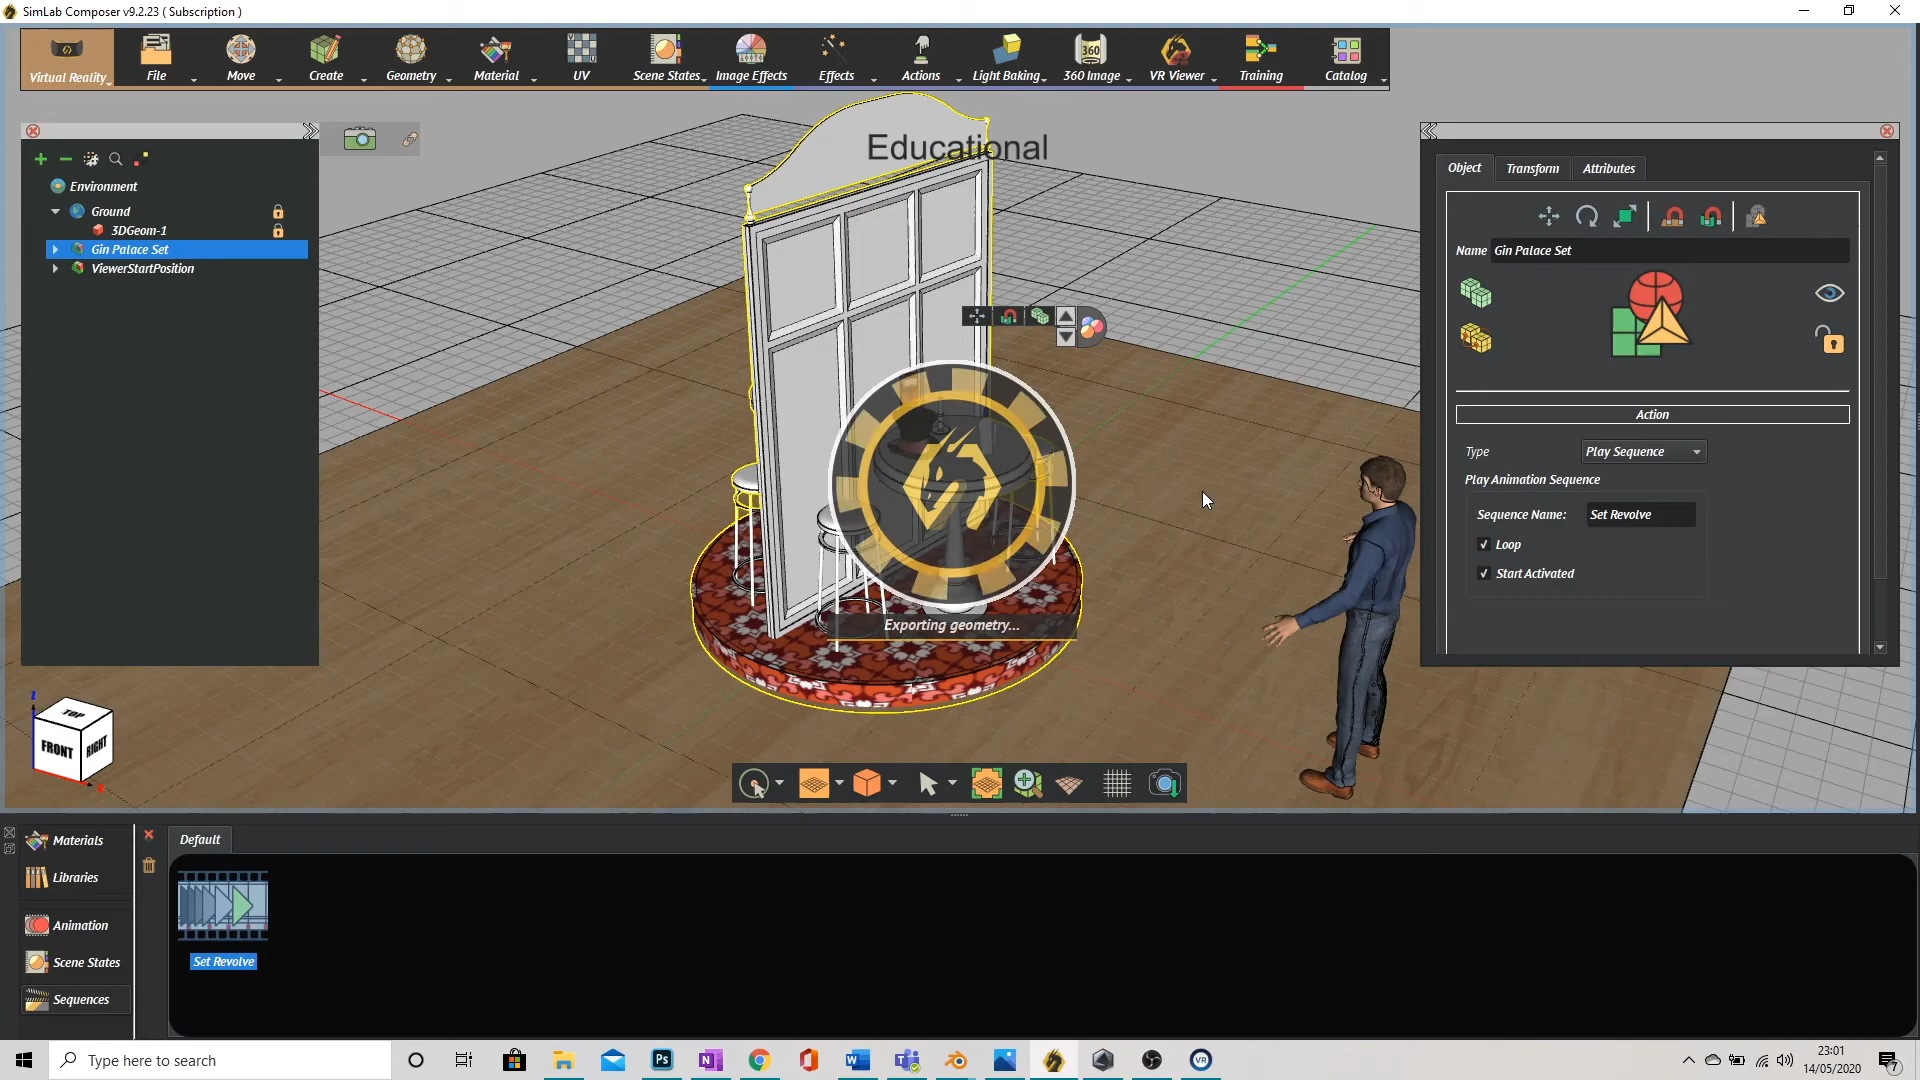 SimLab Composer v9.2.23 ( Subscription )
Virtual Reality
File
Move
Create
Geometry
Material
UV
Scene States
Image Effects
Effects
Actions
Light Baking
360 Image
VR Viewer
Training
Catalog
360
Educational
Environment
Ground
3DGeom-1
Gin Palace Set
ViewerStartPosition
Object
Transform
Attributes
Name Gin Palace Set
Action
Type
Play Sequence
Play Animation Sequence
Sequence Name:
Set Revolve
Loop
Start Activated
Exporting geometry...
TOP
FRONT
RIGHT
Materials
Libraries
Animation
Scene States
Sequences
Default
Set Revolve
Type here to search
23:01
14/05/2020
7